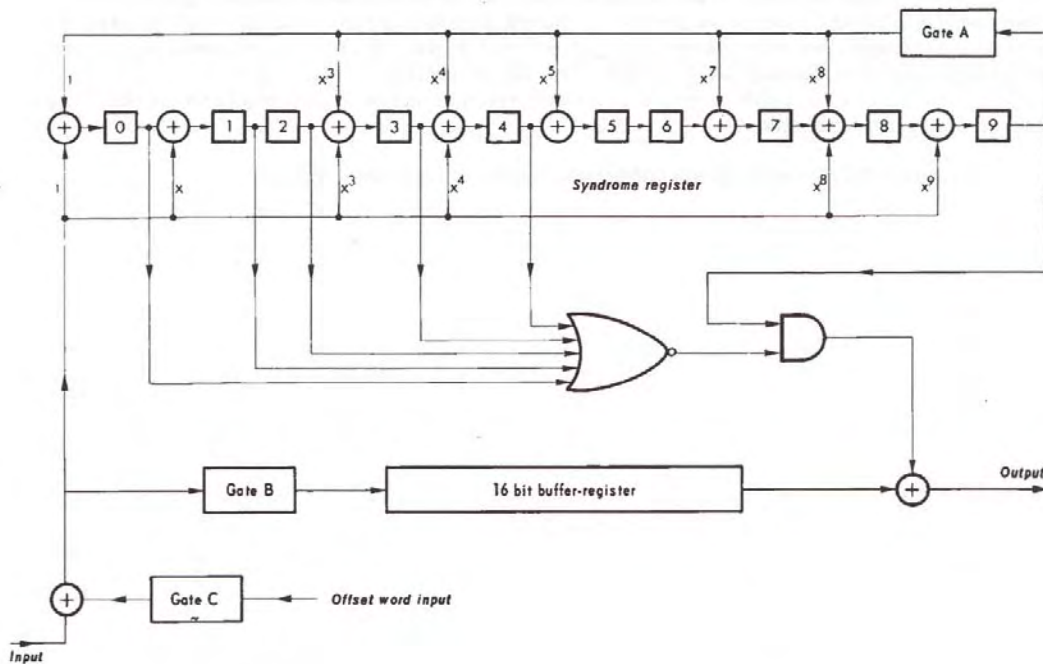 Gate A
1 x³ x⁴ x⁵ x⁷ x⁸
0 1 2 3 4 5 6 7 8 9
1 x x³ x⁴ x⁸ x⁹
Syndrome register
Gate B
16 bit buffer-register
Output
Gate C
Offset word input
Input